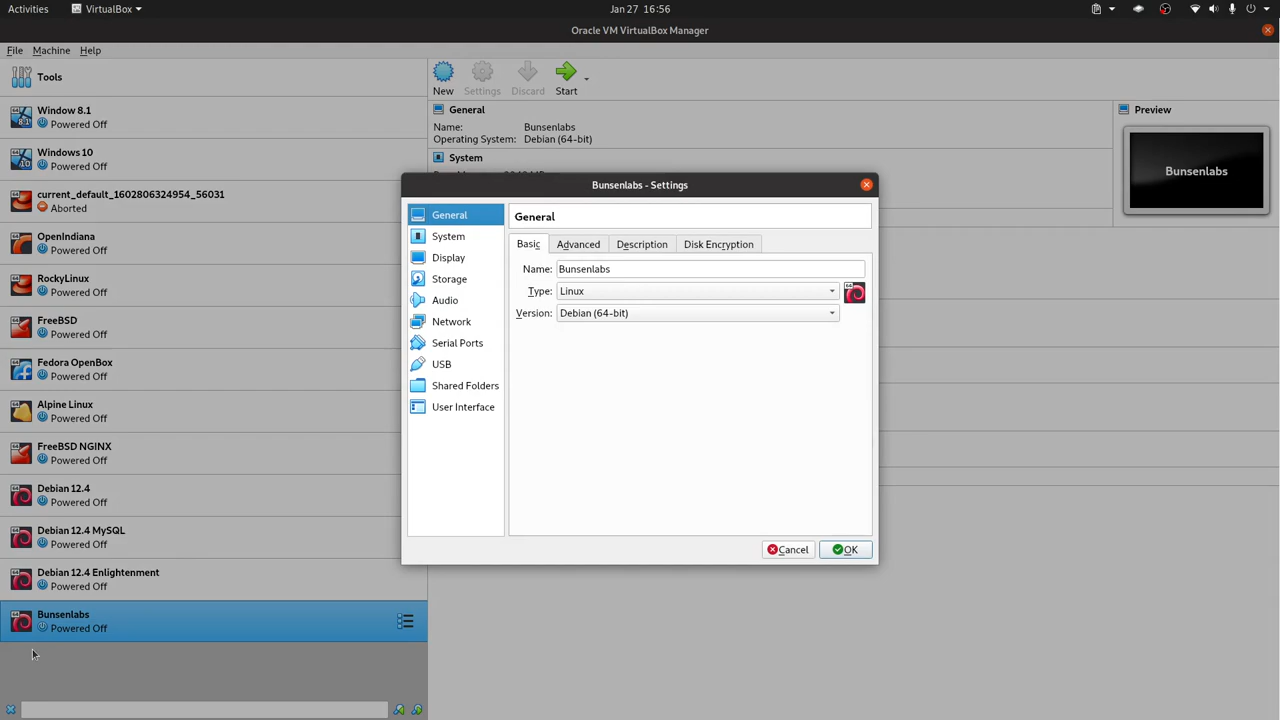 Activities
VirtualBox
Jan 27 16:56
Oracle VM VirtualBox Manager
File Machine Help
Tools
Window 8.1
Powered Off
Windows 10
Powered Off
current_default_1602806324954_56031
Aborted
OpenIndiana
Powered Off
RockyLinux
Powered Off
FreeBSD
Powered Off
Fedora OpenBox
Powered Off
Alpine Linux
Powered Off
FreeBSD NGINX
Powered Off
Debian 12.4
Powered Off
Debian 12.4 MySQL
Powered Off
Debian 12.4 Enlightenment
Powered Off
Bunsenlabs
Powered Off
New Settings Discard Start
General
Name: Bunsenlabs
Operating System: Debian (64-bit)
System
Preview
Bunsenlabs
Bunsenlabs - Settings
General
System
Display
Storage
Audio
Network
Serial Ports
USB
Shared Folders
User Interface
General
Basic Advanced Description Disk Encryption
Name: Bunsenlabs
Type: Linux
Version: Debian (64-bit)
Cancel OK